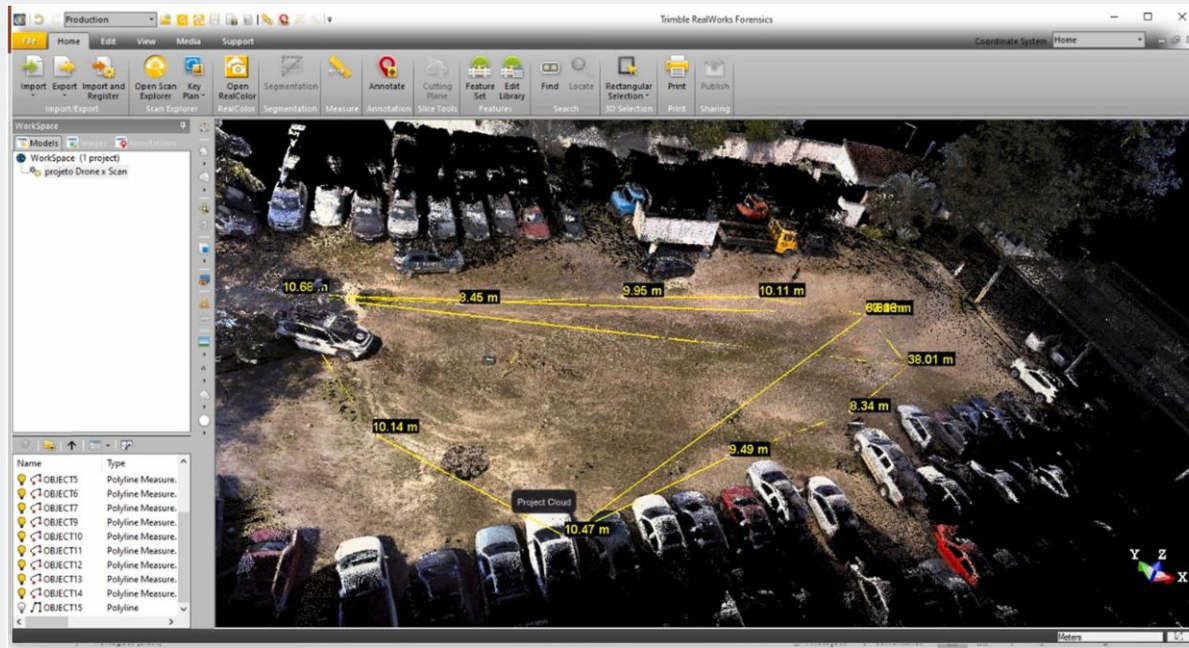 Production
Trimble RealWorks Forensics
File Home Edit View Media Support
Coordinate System Home
Import Export Import and Register Open Scan Explorer Key Plan Open RealColor Segmentation Annotate Cutting Plane Feature Set Edit Library Find Locate Rectangular Selection Print Publish
Import/Export Scan Explorer RealColor Segmentation Measure Annotation Slice Tools Features Search 3D Selection Print Sharing
WorkSpace
Models Images Annotations
WorkSpace (1 project)
projeto Drone x Scan
8.45 m
9.95 m
10.11 m
38.01 m
8.34 m
10.14 m
9.49 m
Project Cloud
10.47 m
Name Type
OBJECT5 Polyline Measure.
OBJECT6 Polyline Measure.
OBJECT7 Polyline Measure.
OBJECT9 Polyline Measure.
OBJECT10 Polyline Measure.
OBJECT11 Polyline Measure.
OBJECT12 Polyline Measure.
OBJECT13 Polyline Measure.
OBJECT14 Polyline Measure.
OBJECT15 Polyline
Y Z
X
Meters